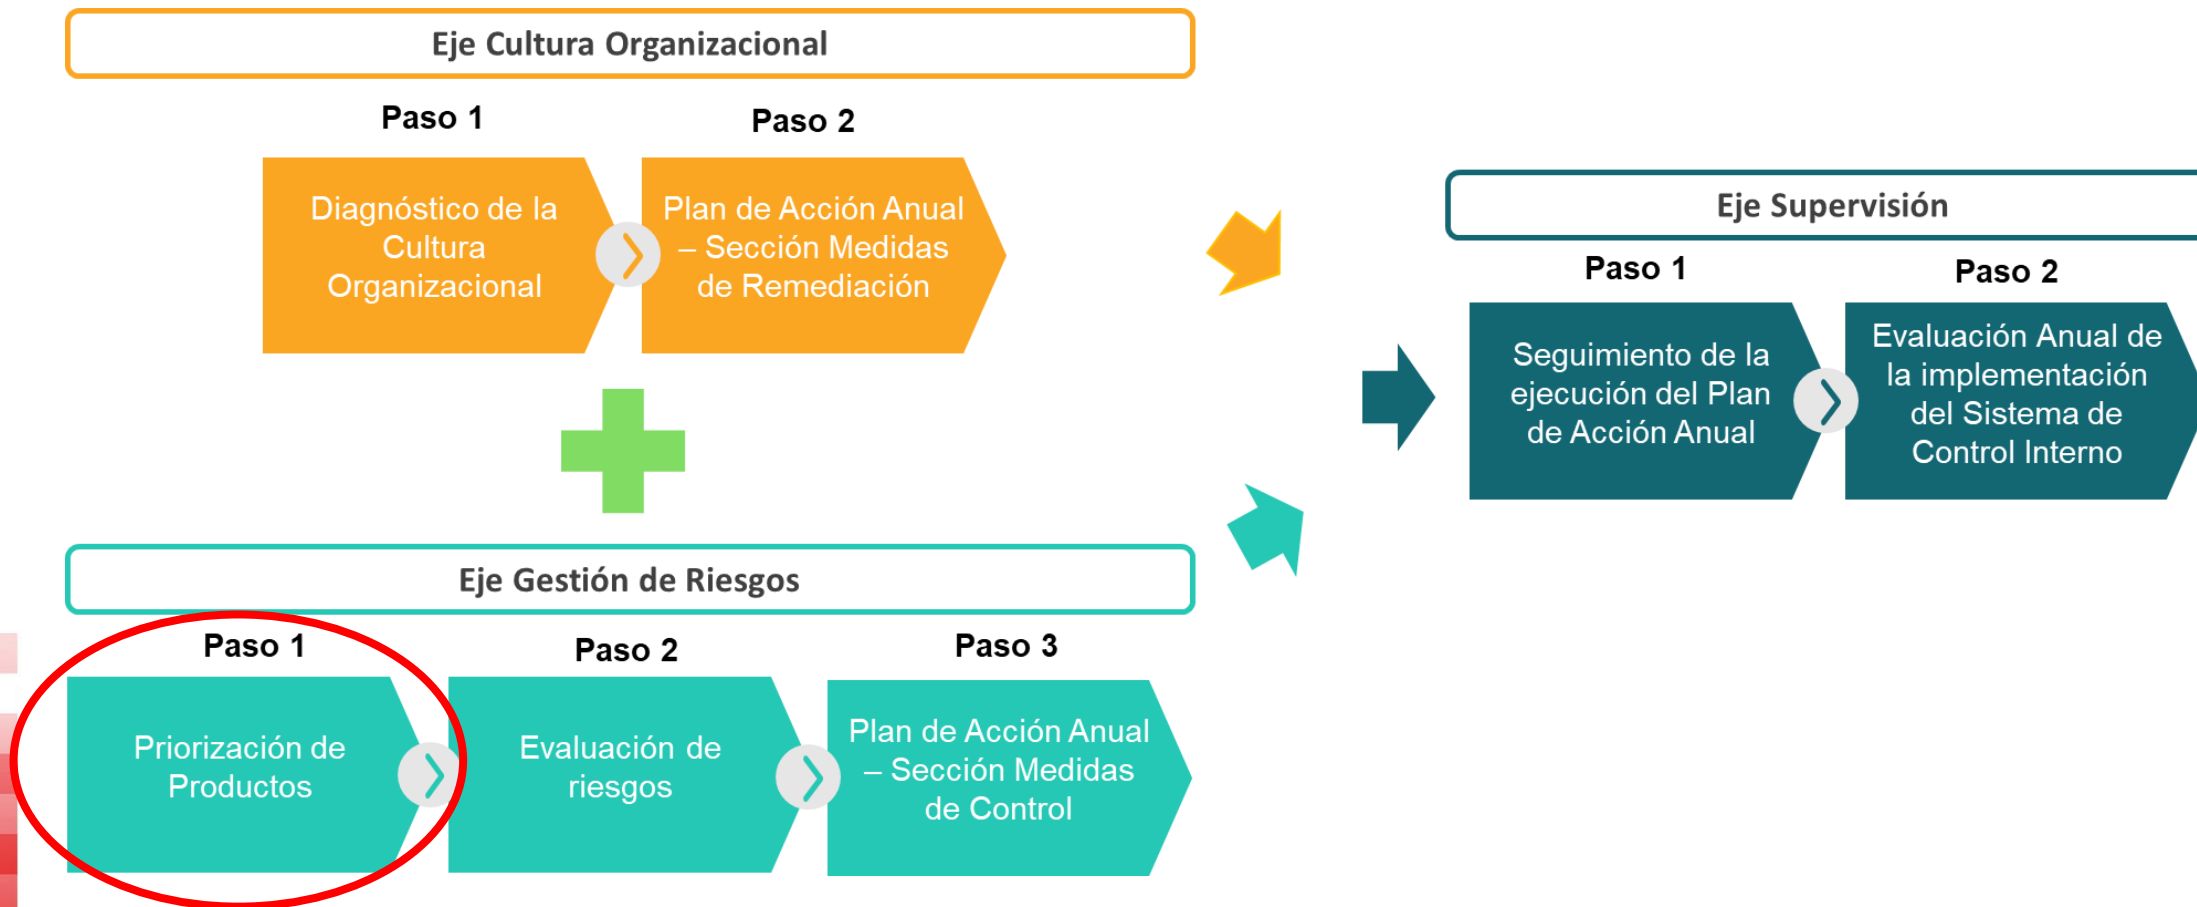 Eje Cultura Organizacional
Paso 1
Paso 2
Diagnóstico de la
Cultura
Organizacional
Plan de Acción Anual
– Sección Medidas
de Remediación
Eje Gestión de Riesgos
Paso 1
Paso 2
Paso 3
Priorización de
Productos
Evaluación de
riesgos
Plan de Acción Anual
– Sección Medidas
de Control
Eje Supervisión
Paso 1
Paso 2
Seguimiento de la
ejecución del Plan
de Acción Anual
Evaluación Anual de
la implementación
del Sistema de
Control Interno